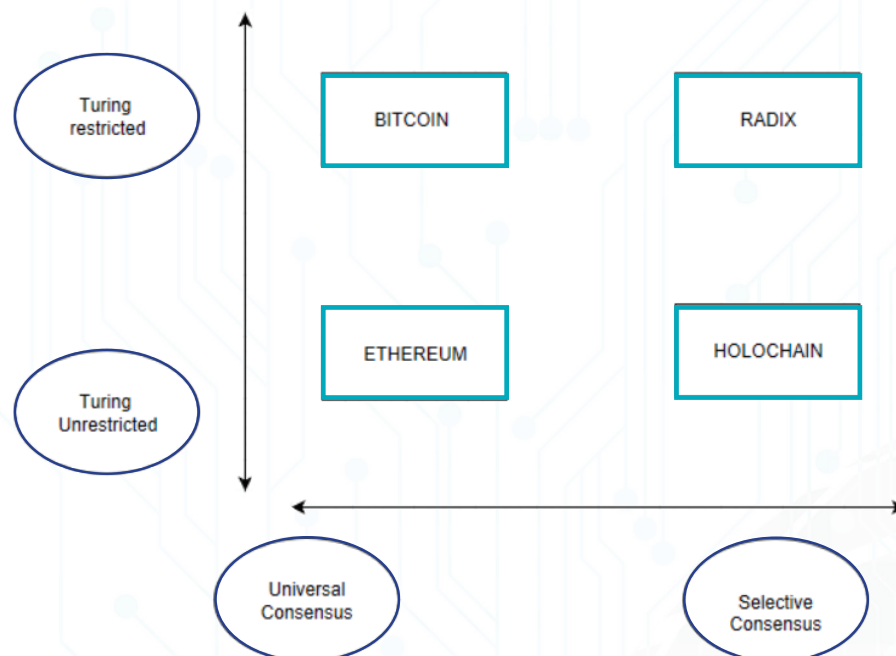 Turing
restricted
BITCOIN
RADIX
ETHEREUM
HOLOCHAIN
Turing
Unrestricted
Universal
Consensus
Selective
Consensus